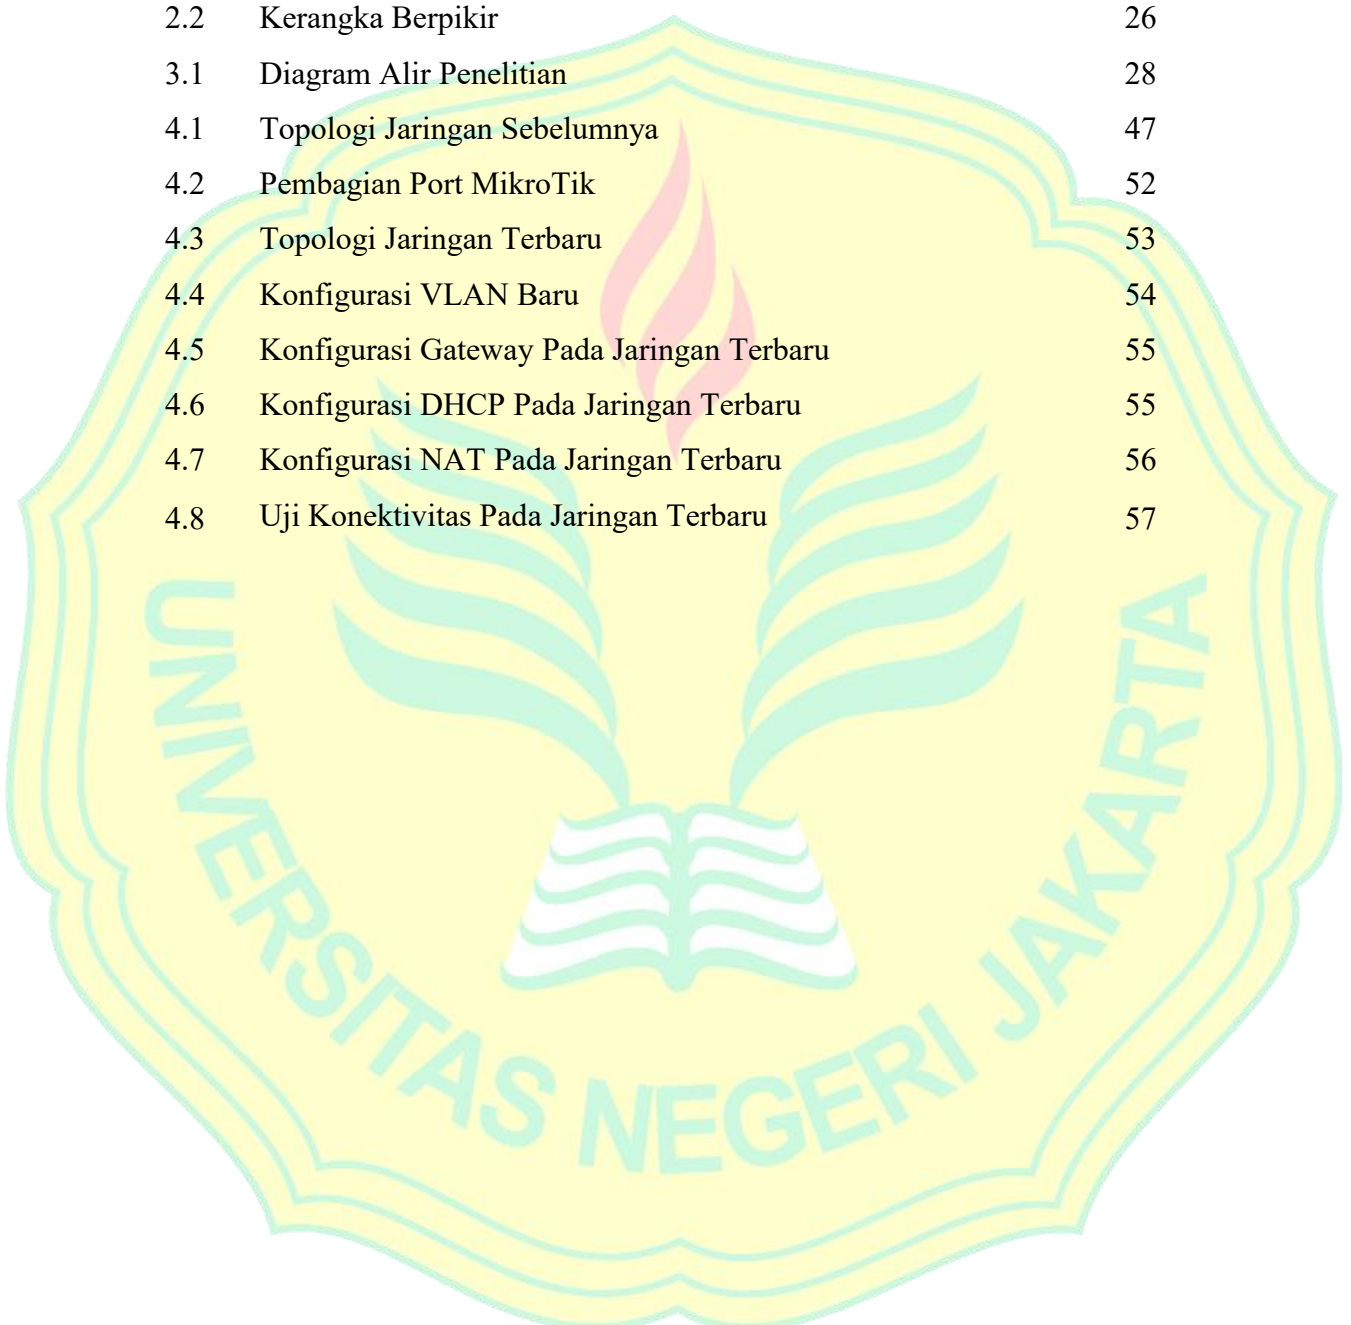 2.2 Kerangka Berpikir 26
3.1 Diagram Alir Penelitian 28
4.1 Topologi Jaringan Sebelumnya 47
4.2 Pembagian Port MikroTik 52
4.3 Topologi Jaringan Terbaru 53
4.4 Konfigurasi VLAN Baru 54
4.5 Konfigurasi Gateway Pada Jaringan Terbaru 55
4.6 Konfigurasi DHCP Pada Jaringan Terbaru 55
4.7 Konfigurasi NAT Pada Jaringan Terbaru 56
4.8 Uji Konektivitas Pada Jaringan Terbaru 57
UNIVERSITAS NEGERI JAKARTA